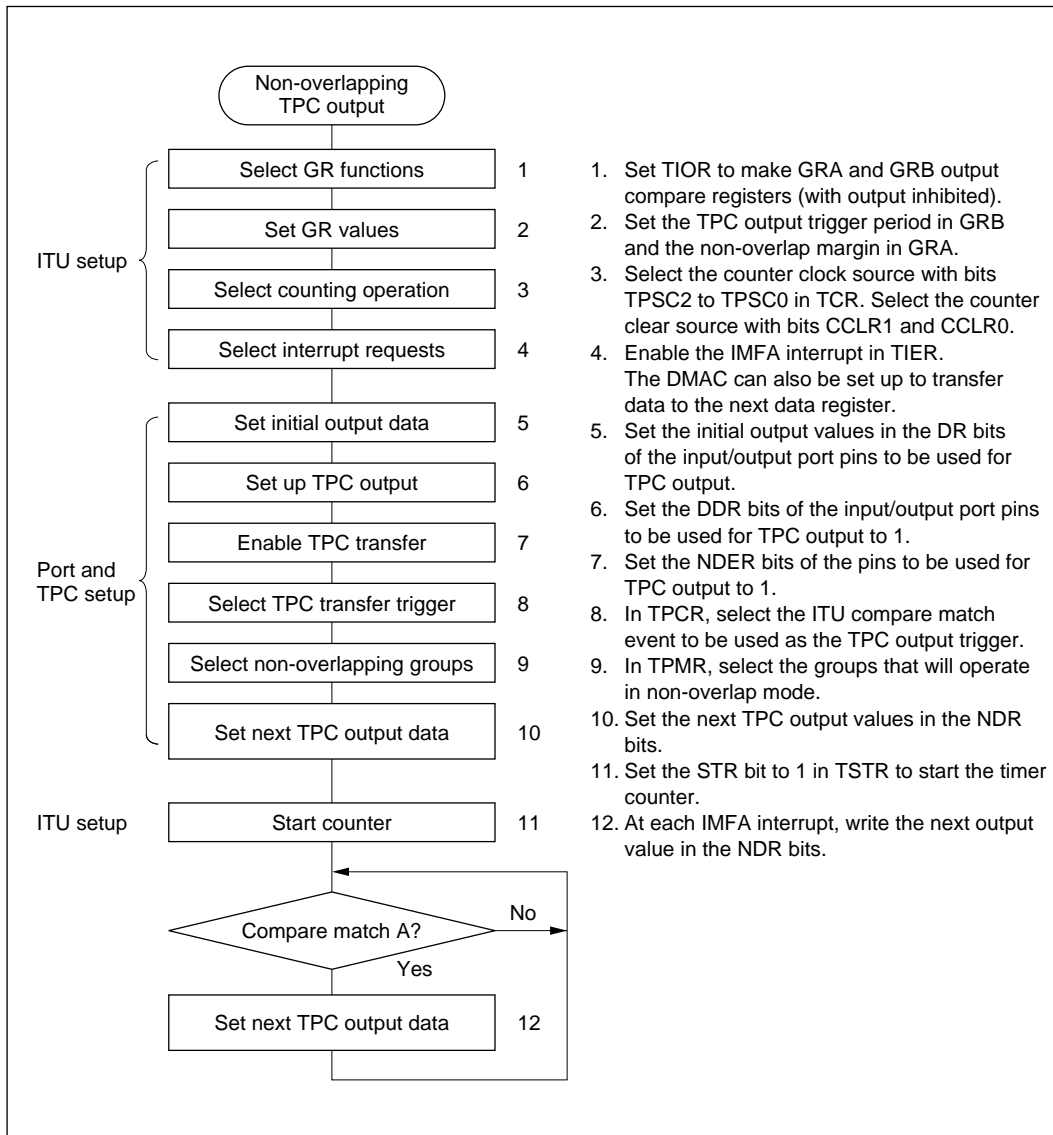 Non-overlapping
TPC output
ITU setup
Select GR functions
1
Set GR values
2
Select counting operation
3
Select interrupt requests
4
Port and
TPC setup
Set initial output data
5
Set up TPC output
6
Enable TPC transfer
7
Select TPC transfer trigger
8
Select non-overlapping groups
9
Set next TPC output data
10
ITU setup
Start counter
11
Compare match A?
No
Yes
Set next TPC output data
12
1. Set TIOR to make GRA and GRB output
compare registers (with output inhibited).
2. Set the TPC output trigger period in GRB
and the non-overlap margin in GRA.
3. Select the counter clock source with bits
TPSC2 to TPSC0 in TCR. Select the counter
clear source with bits CCLR1 and CCLR0.
4. Enable the IMFA interrupt in TIER.
The DMAC can also be set up to transfer
data to the next data register.
5. Set the initial output values in the DR bits
of the input/output port pins to be used for
TPC output.
6. Set the DDR bits of the input/output port pins
to be used for TPC output to 1.
7. Set the NDER bits of the pins to be used for
TPC output to 1.
8. In TPCR, select the ITU compare match
event to be used as the TPC output trigger.
9. In TPMR, select the groups that will operate
in non-overlap mode.
10. Set the next TPC output values in the NDR
bits.
11. Set the STR bit to 1 in TSTR to start the timer
counter.
12. At each IMFA interrupt, write the next output
value in the NDR bits.